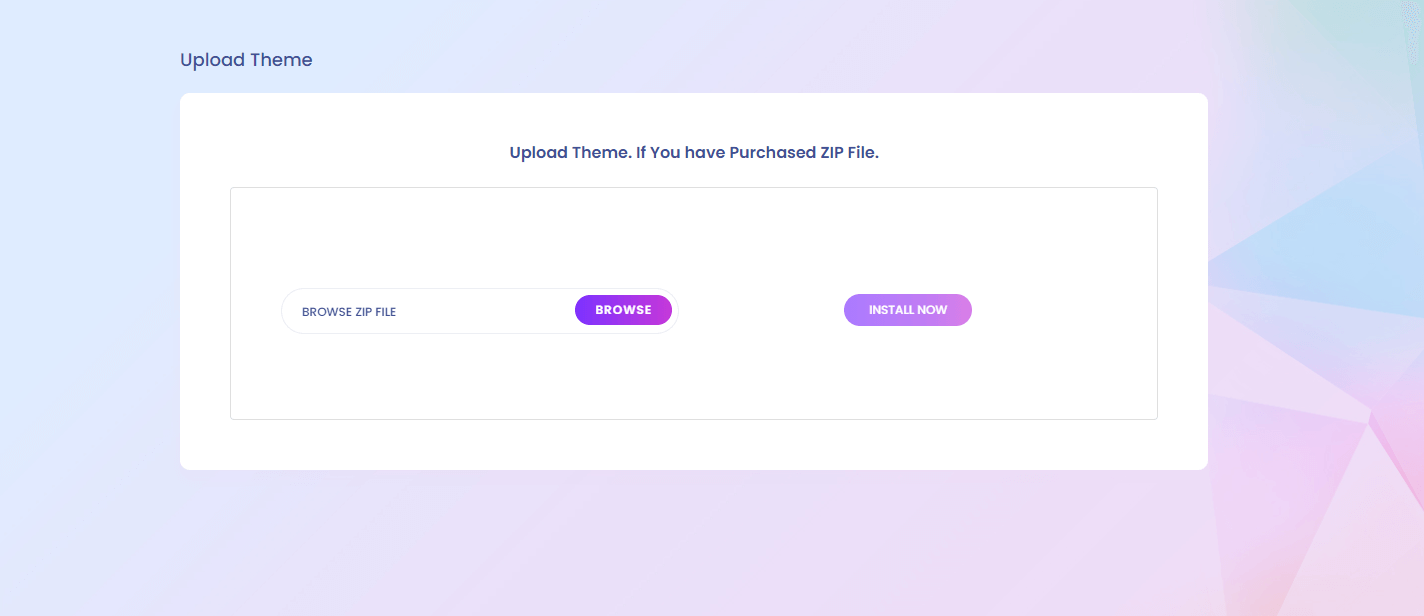 Upload Theme
Upload Theme. If You have Purchased ZIP File.
BROWSE ZIP FILE BROWSE INSTALL NOW